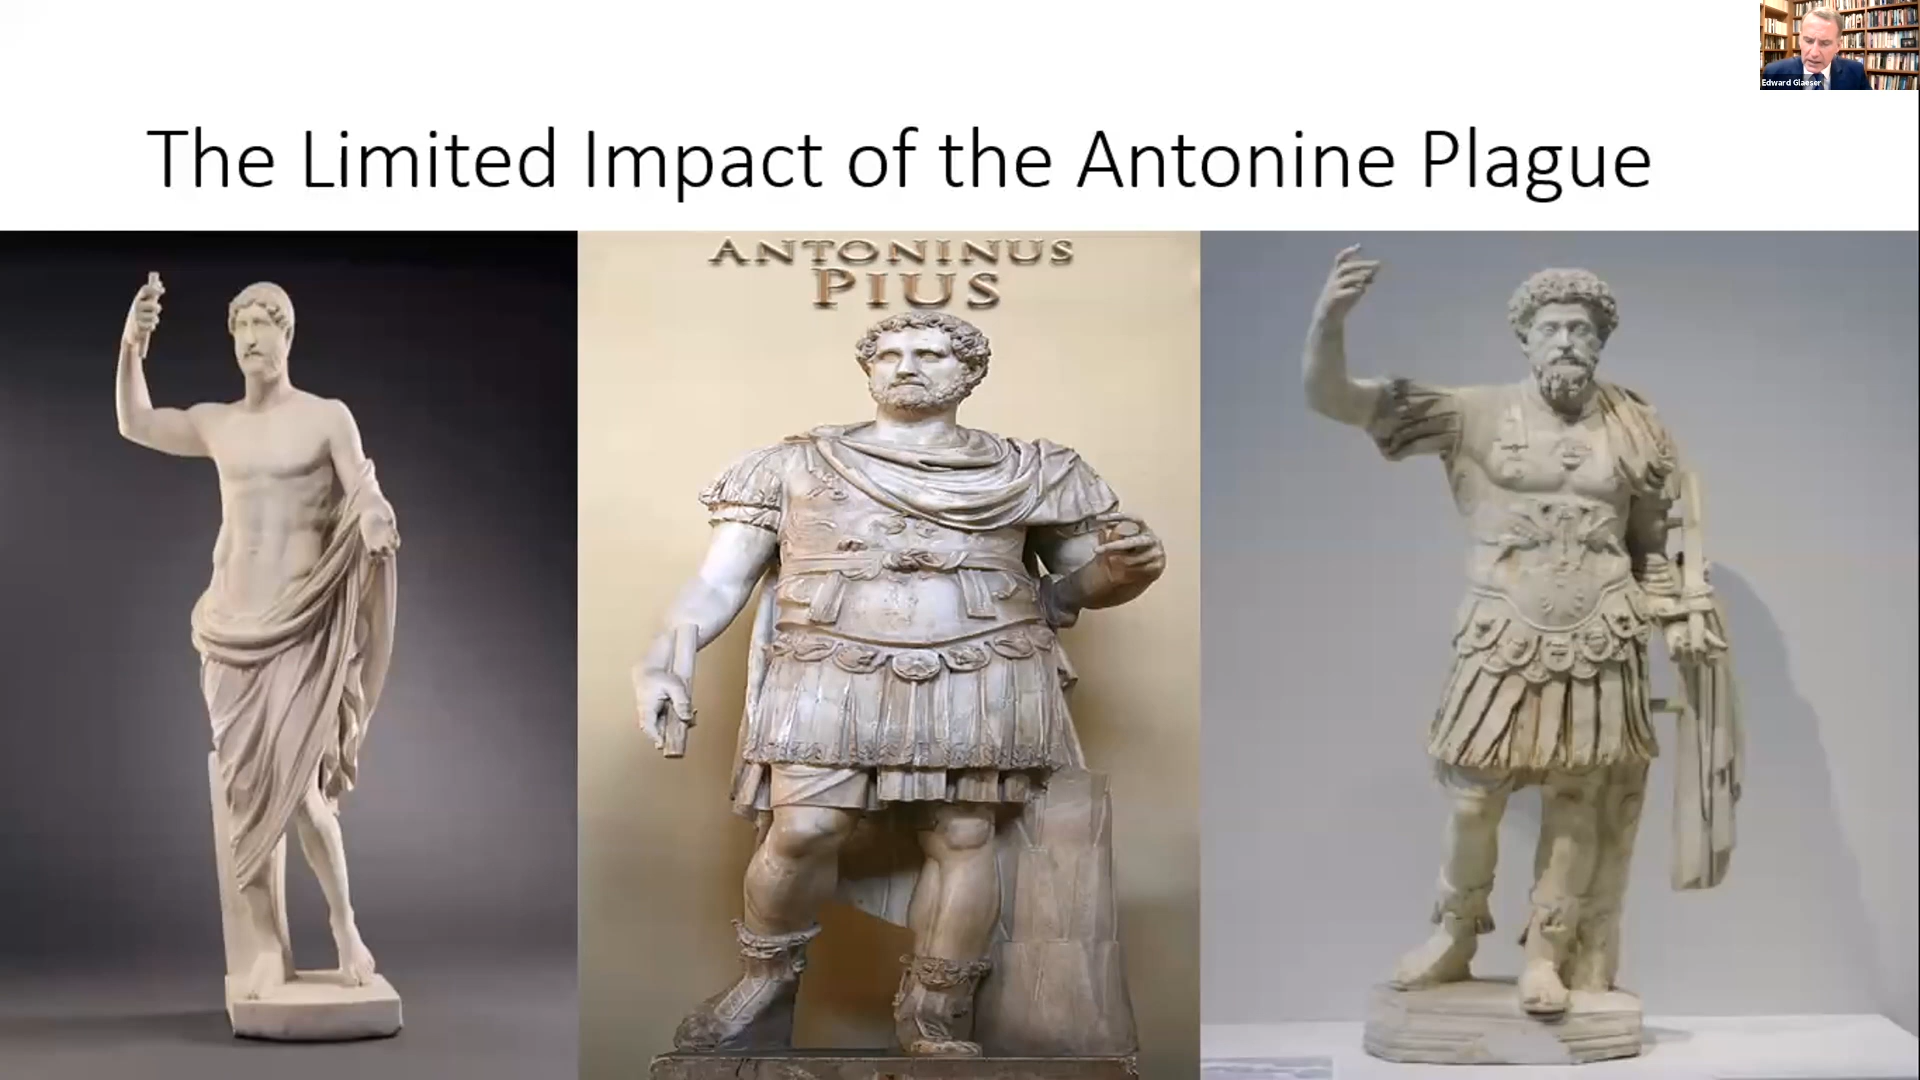 Edward Glaeser
The Limited Impact of the Antonine Plague
ANTONINUS
PIUS